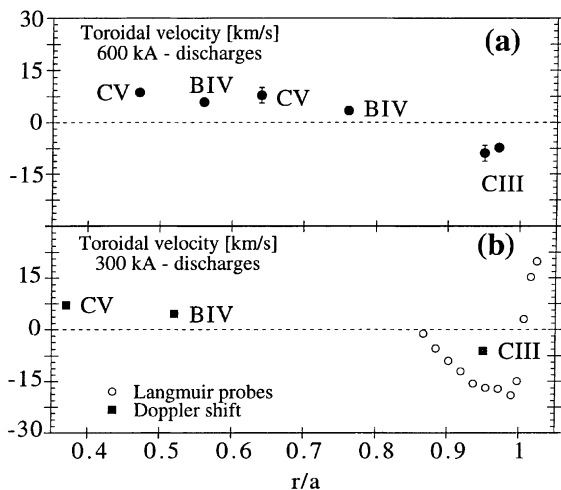 30
Toroidal velocity [km/s]
600 kA - discharges
(a)
15
CV
BIV
CV
BIV
0
-15
CIII
Toroidal velocity [km/s]
300 kA - discharges
(b)
15
CV
BIV
0
CIII
-15
Langmuir probes
Doppler shift
-30
0.4 0.5 0.6 0.7 0.8 0.9 1
r/a